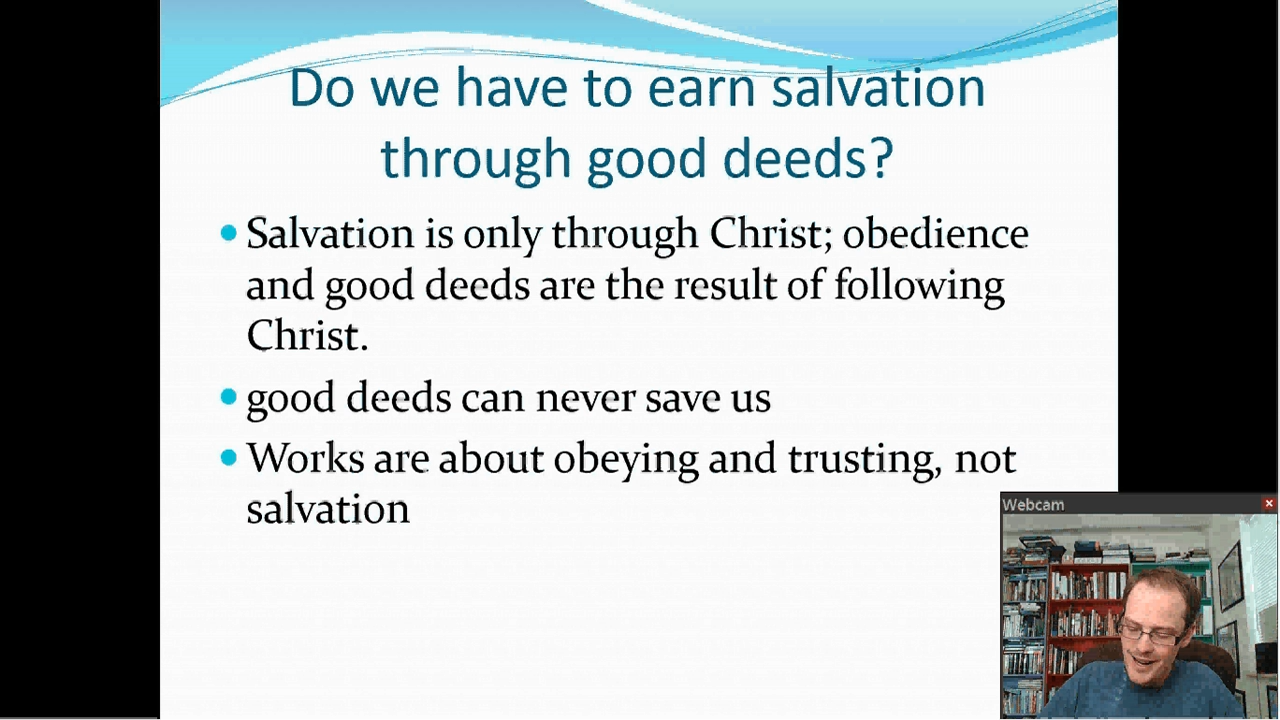 Do we have to earn salvation
through good deeds?
Salvation is only through Christ; obedience
and good deeds are the result of following
Christ.
good deeds can never save us
Works are about obeying and trusting, not
salvation
Webcam